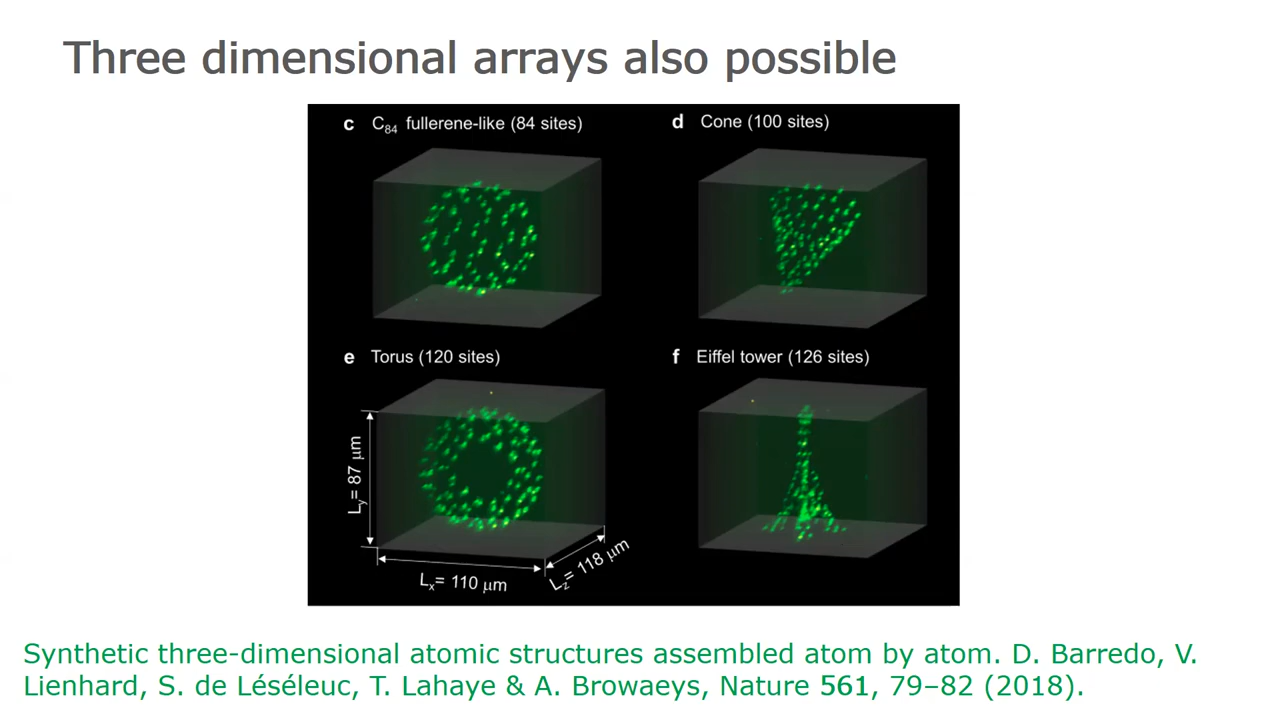 Three dimensional arrays also possible
c C₈₄ fullerene-like (84 sites)
d Cone (100 sites)
e Torus (120 sites)
f Eiffel tower (126 sites)
Ly= 87 μm
Lx= 110 μm
Lz= 118 μm
Synthetic three-dimensional atomic structures assembled atom by atom. D. Barredo, V.
Lienhard, S. de Léséleuc, T. Lahaye & A. Browaeys, Nature 561, 79–82 (2018).